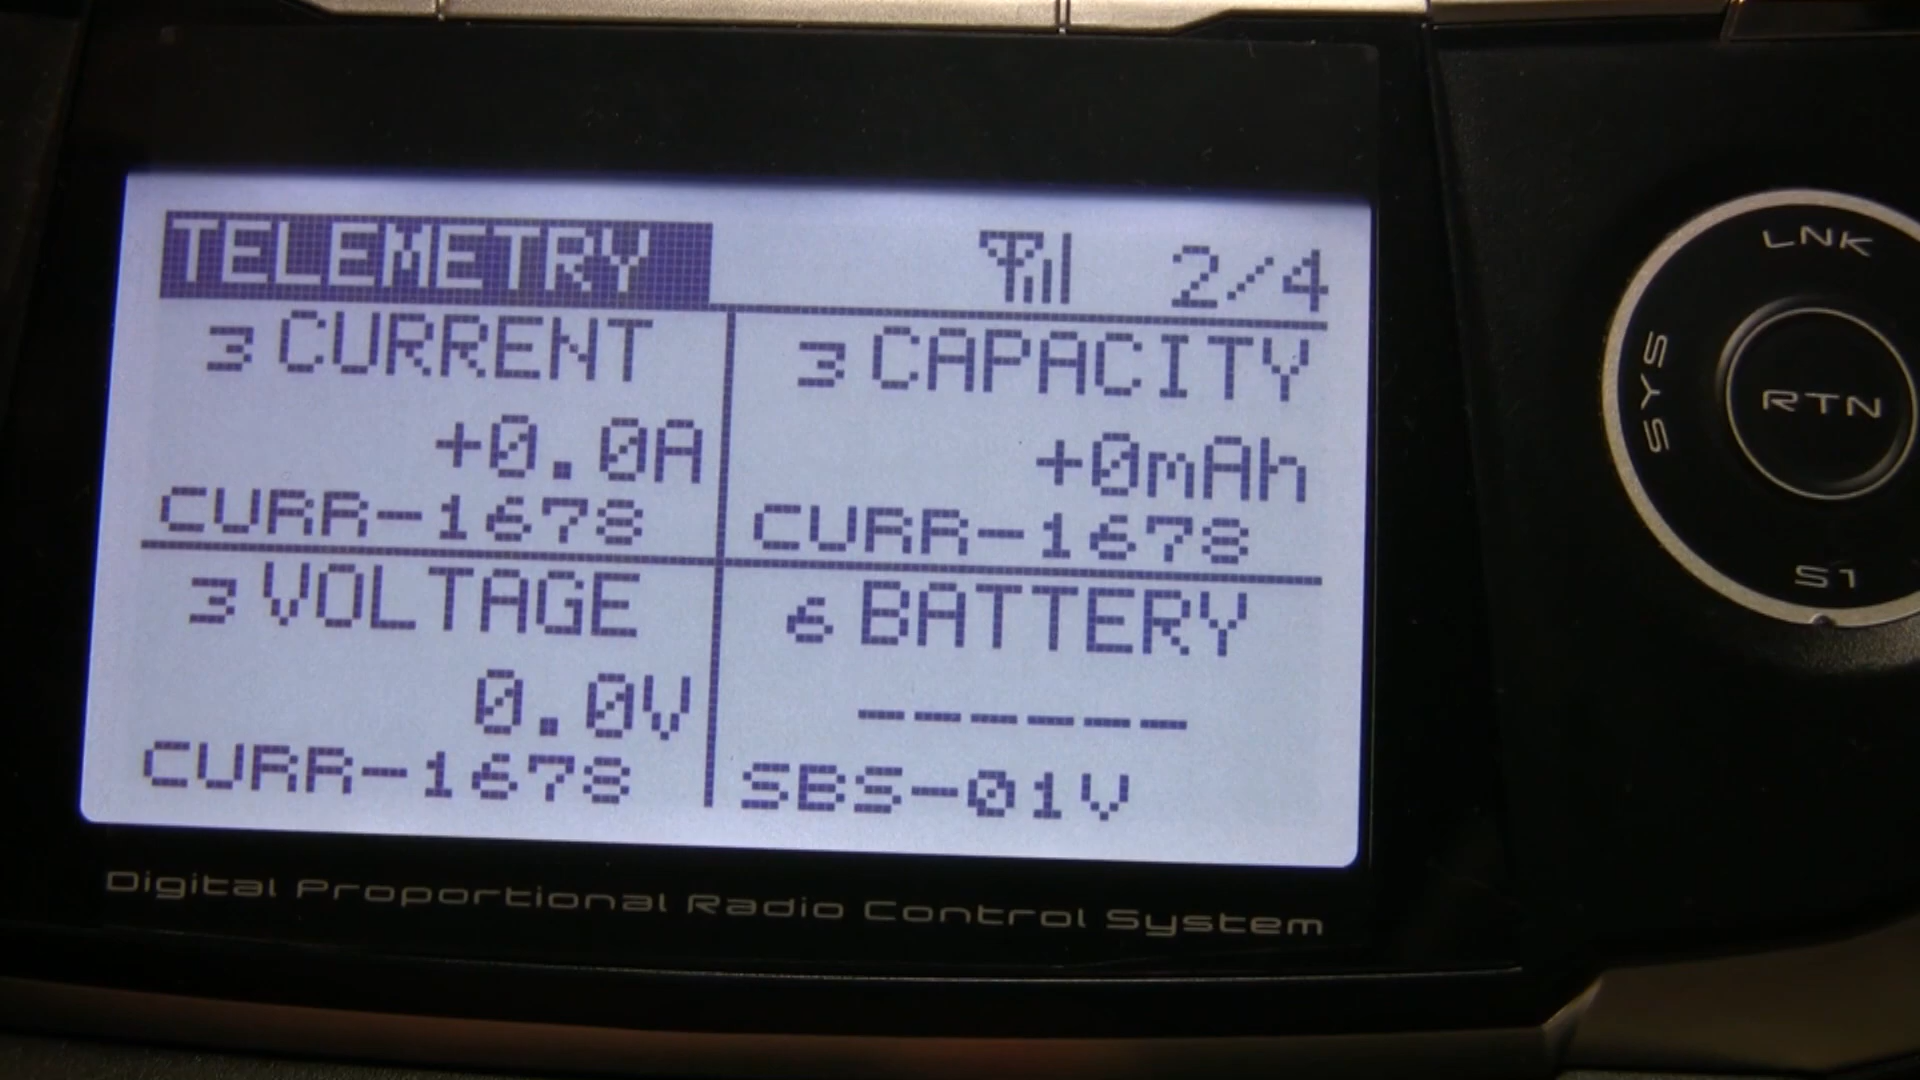 TELEMETRY 2/4
3 CURRENT
+0.0A
CURR-1678
3 CAPACITY
+0mAh
CURR-1678
3 VOLTAGE
0.0V
CURR-1678
6 BATTERY
------
SBS-01V
Digital Proportional Radio Control System
LNK
SYS
RTN
S1